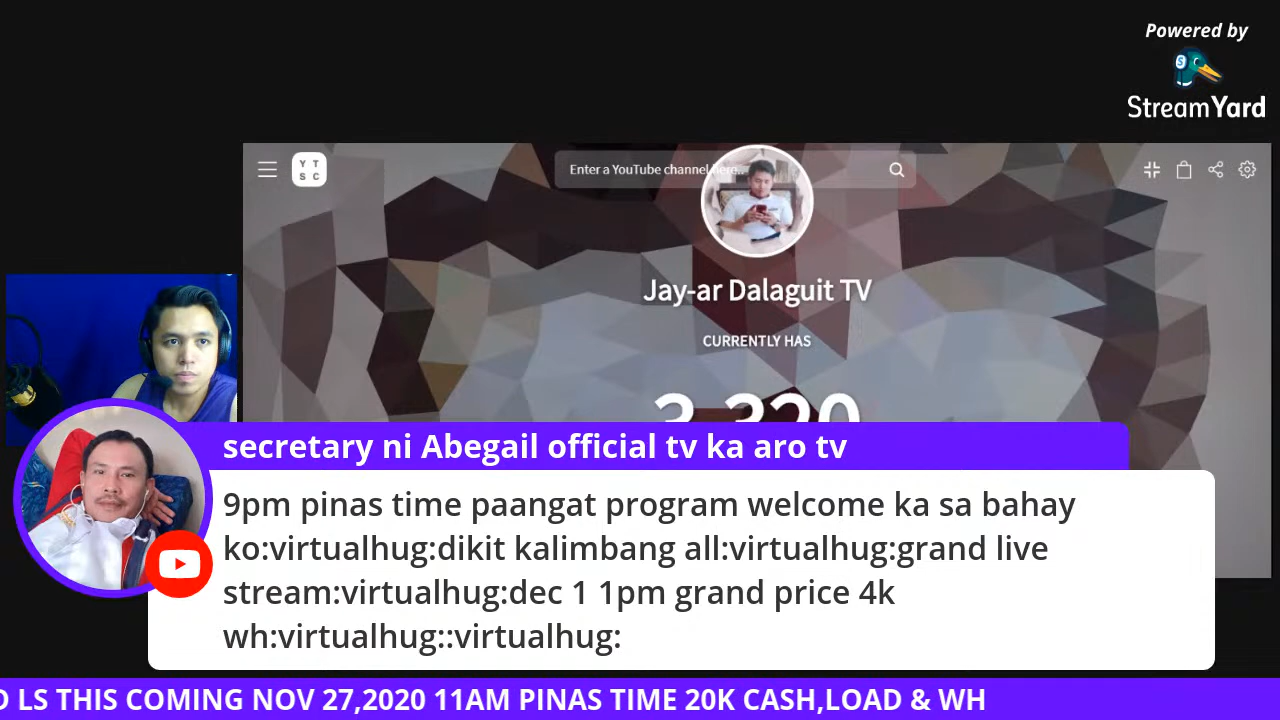 Powered by
StreamYard
Y T
S C
Enter a YouTube channel here...
Jay-ar Dalaguit TV
CURRENTLY HAS
3,320
secretary ni Abegail official tv ka aro tv
9pm pinas time paangat program welcome ka sa bahay
ko:virtualhug:dikit kalimbang all:virtualhug:grand live
stream:virtualhug:dec 1 1pm grand price 4k
wh:virtualhug::virtualhug:
LS THIS COMING NOV 27,2020 11AM PINAS TIME 20K CASH,LOAD & WH